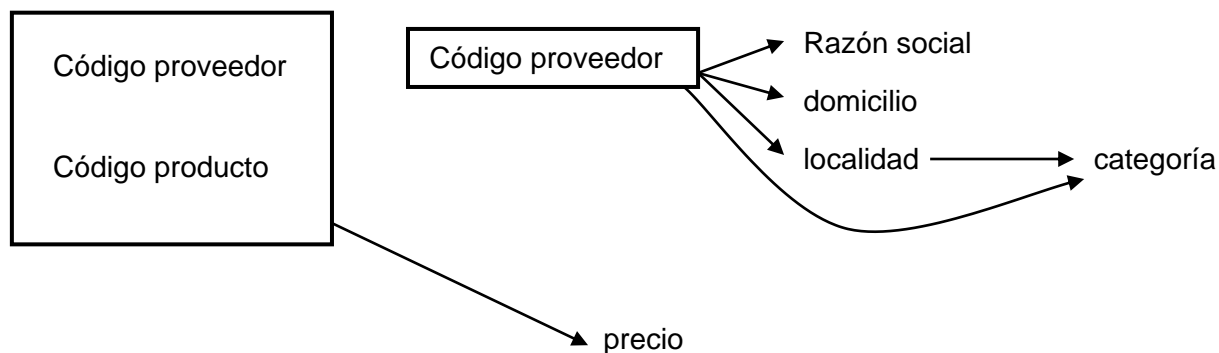 Código proveedor
Código producto
Código proveedor
Razón social
domicilio
localidad
categoría
precio